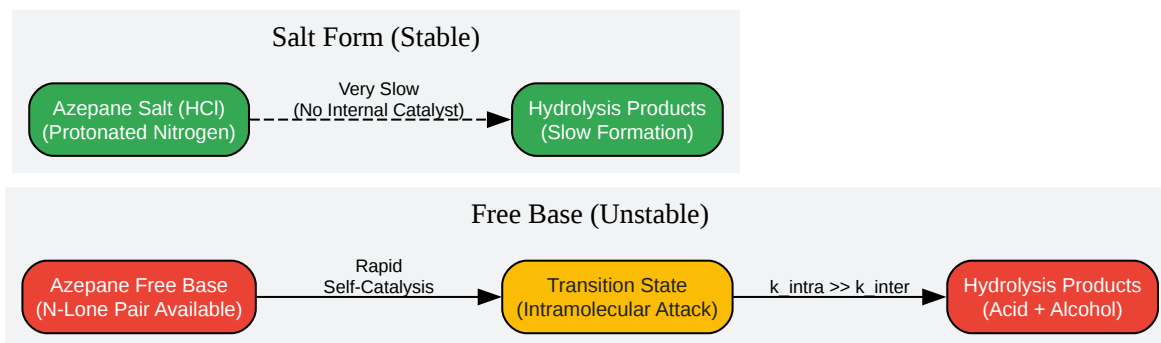 Salt Form (Stable)
Azepane Salt (HCl)
(Protonated Nitrogen)
Very Slow
(No Internal Catalyst)
Hydrolysis Products
(Slow Formation)
Free Base (Unstable)
Azepane Free Base
(N-Lone Pair Available)
Rapid
Self-Catalysis
Transition State
(Intramolecular Attack)
k_intra >> k_inter
Hydrolysis Products
(Acid + Alcohol)